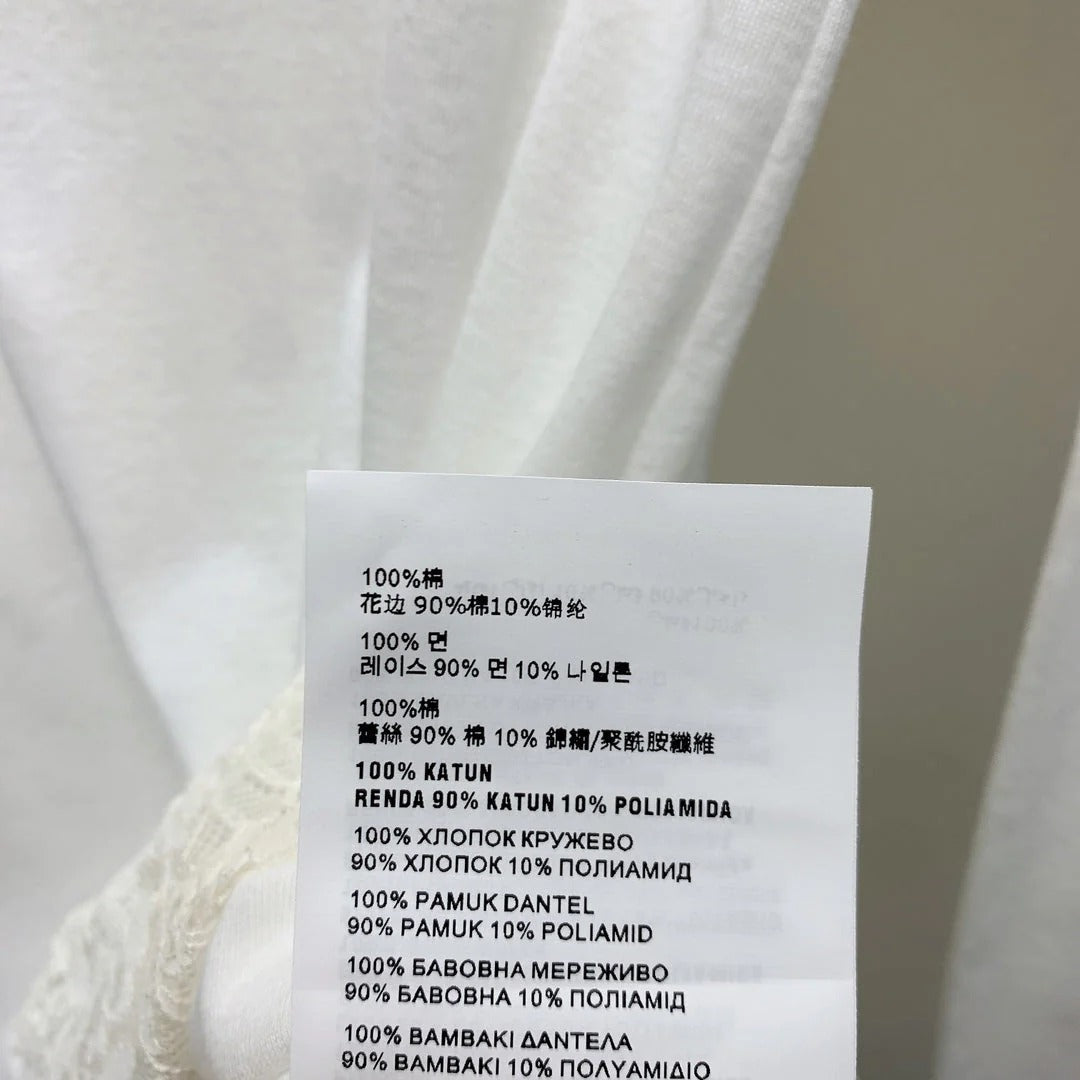 100%棉
花边 90%棉10%锦纶
100% 면
레이스 90% 면 10% 나일론
100%棉
蕾絲 90% 棉 10% 錦綸/聚酰胺纖維
100% KATUN
RENDA 90% KATUN 10% POLIAMIDA
100% ХЛОПОК КРУЖЕВО
90% ХЛОПОК 10% ПОЛИАМИД
100% PAMUK DANTEL
90% PAMUK 10% POLIAMID
100% БАВОВНА МЕРЕЖИВО
90% БАВОВНА 10% ПОЛІАМІД
100% ΒΑΜΒΑΚΙ ΔΑΝΤΕΛΑ
90% ΒΑΜΒΑΚΙ 10% ΠΟΛΥΑΜΙΔΙΟ